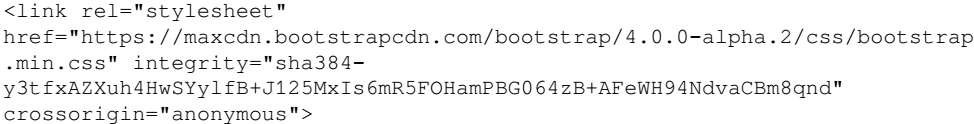 <link rel="stylesheet"
href="https://maxcdn.bootstrapcdn.com/bootstrap/4.0.0-alpha.2/css/bootstrap
.min.css" integrity="sha384-
y3tfxAZXuh4HwSYylfB+J125MxIs6mR5FOHamPBG064zB+AFeWH94NdvaCBm8qnd"
crossorigin="anonymous">